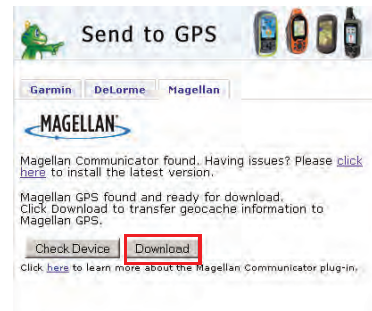 Send to GPS
Garmin DeLorme Magellan
MAGELLAN
Magellan Communicator found. Having issues? Please click
here to install the latest version.
Magellan GPS found and ready for download.
Click Download to transfer geocache information to
Magellan GPS.
Check Device Download
Click here to learn more about the Magellan Communicator plug-in.